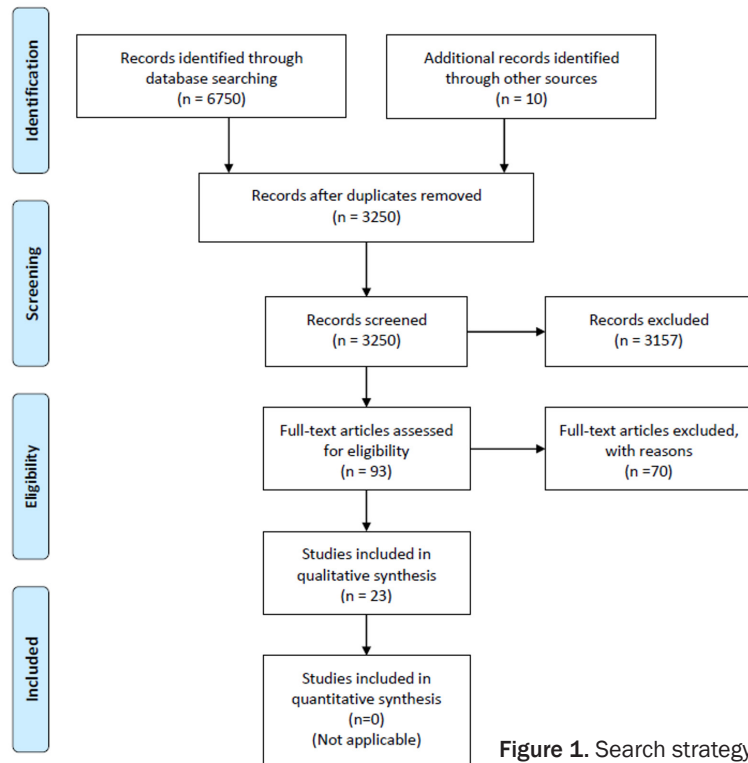 Identification
Records identified through
database searching
(n = 6750)
Additional records identified
through other sources
(n = 10)
Records after duplicates removed
(n = 3250)
Screening
Records screened
(n = 3250)
Records excluded
(n = 3157)
Eligibility
Full-text articles assessed
for eligibility
(n = 93)
Full-text articles excluded,
with reasons
(n =70)
Studies included in
qualitative synthesis
(n = 23)
Included
Studies included in
quantitative synthesis
(n=0)
(Not applicable)
Figure 1. Search strategy